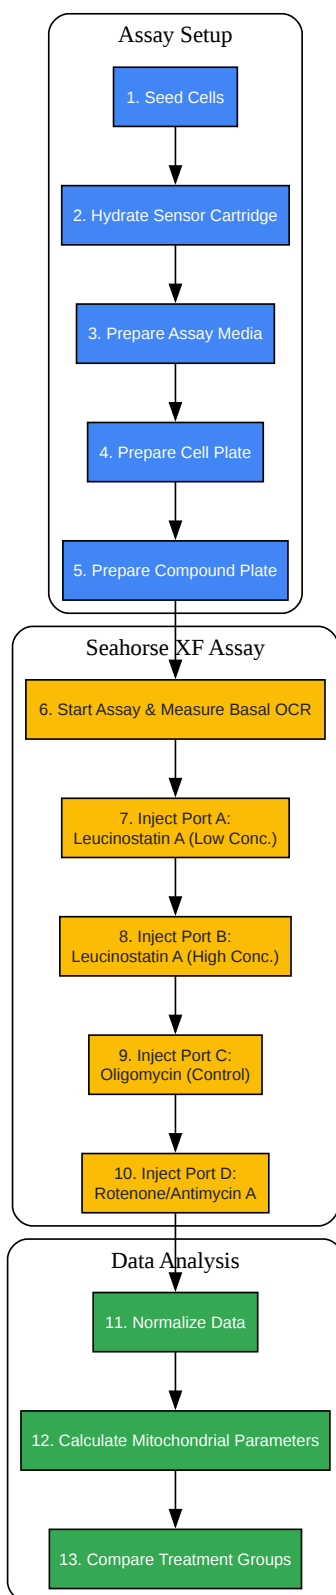 Assay Setup
1. Seed Cells
2. Hydrate Sensor Cartridge
3. Prepare Assay Media
4. Prepare Cell Plate
5. Prepare Compound Plate
Seahorse XF Assay
6. Start Assay & Measure Basal OCR
7. Inject Port A:
Leucinostatin A (Low Conc.)
8. Inject Port B:
Leucinostatin A (High Conc.)
9. Inject Port C:
Oligomycin (Control)
10. Inject Port D:
Rotenone/Antimycin A
Data Analysis
11. Normalize Data
12. Calculate Mitochondrial Parameters
13. Compare Treatment Groups